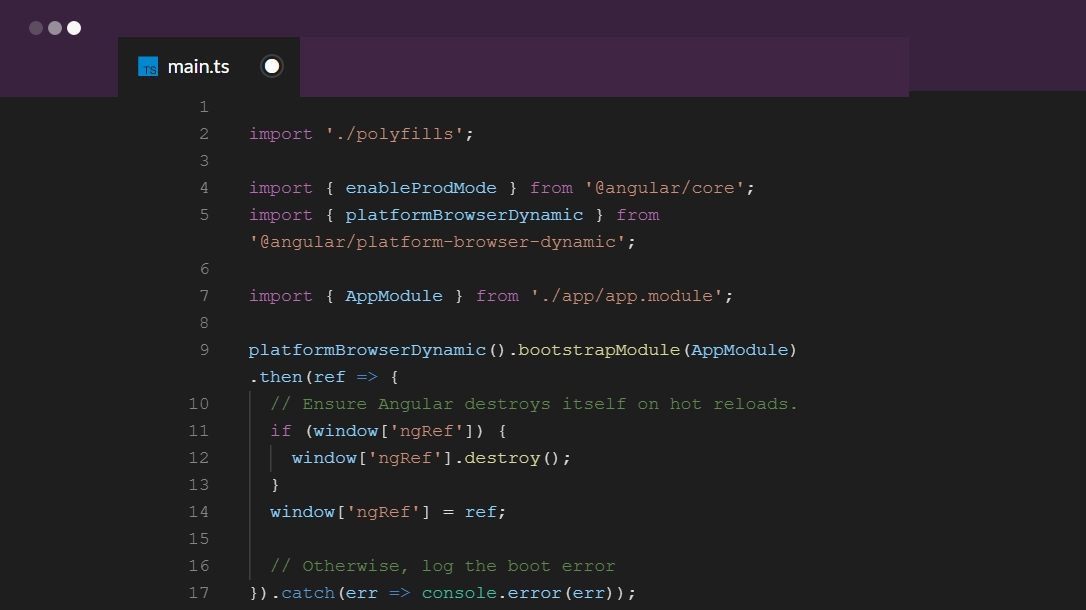 TS main.ts
1
2 import './polyfills';
3
4 import { enableProdMode } from '@angular/core';
5 import { platformBrowserDynamic } from
'@angular/platform-browser-dynamic';
6
7 import { AppModule } from './app/app.module';
8
9 platformBrowserDynamic().bootstrapModule(AppModule)
.then(ref => {
10 // Ensure Angular destroys itself on hot reloads.
11 if (window['ngRef']) {
12 window['ngRef'].destroy();
13 }
14 window['ngRef'] = ref;
15
16 // Otherwise, log the boot error
17 }).catch(err => console.error(err));